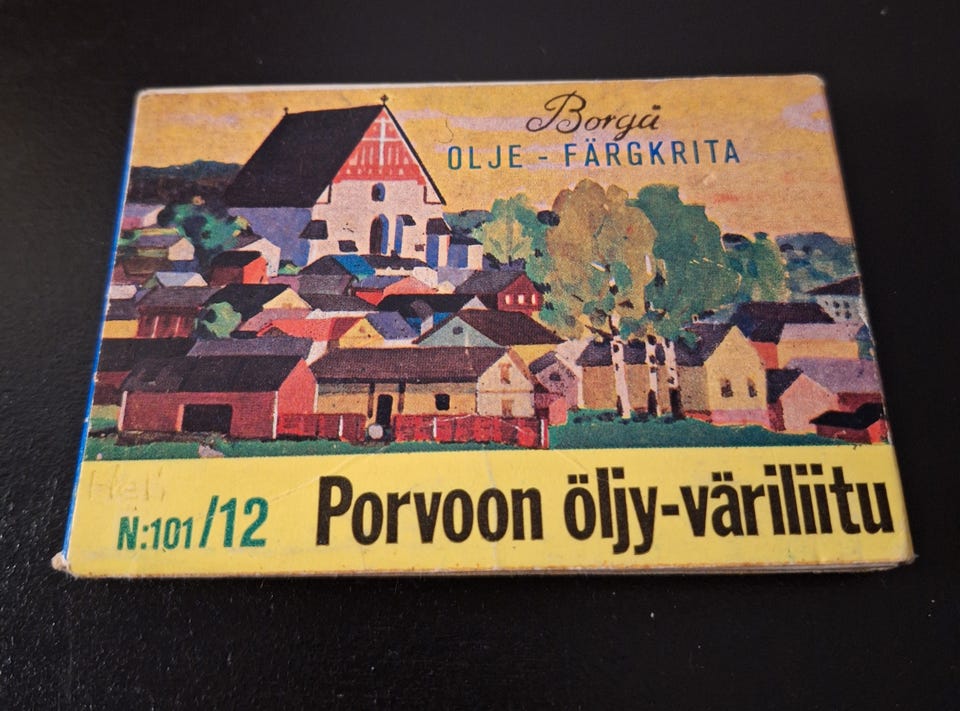 Borgå
OLJE - FÄRGKRITA
N:101/12 Porvoon öljy-väriliitu